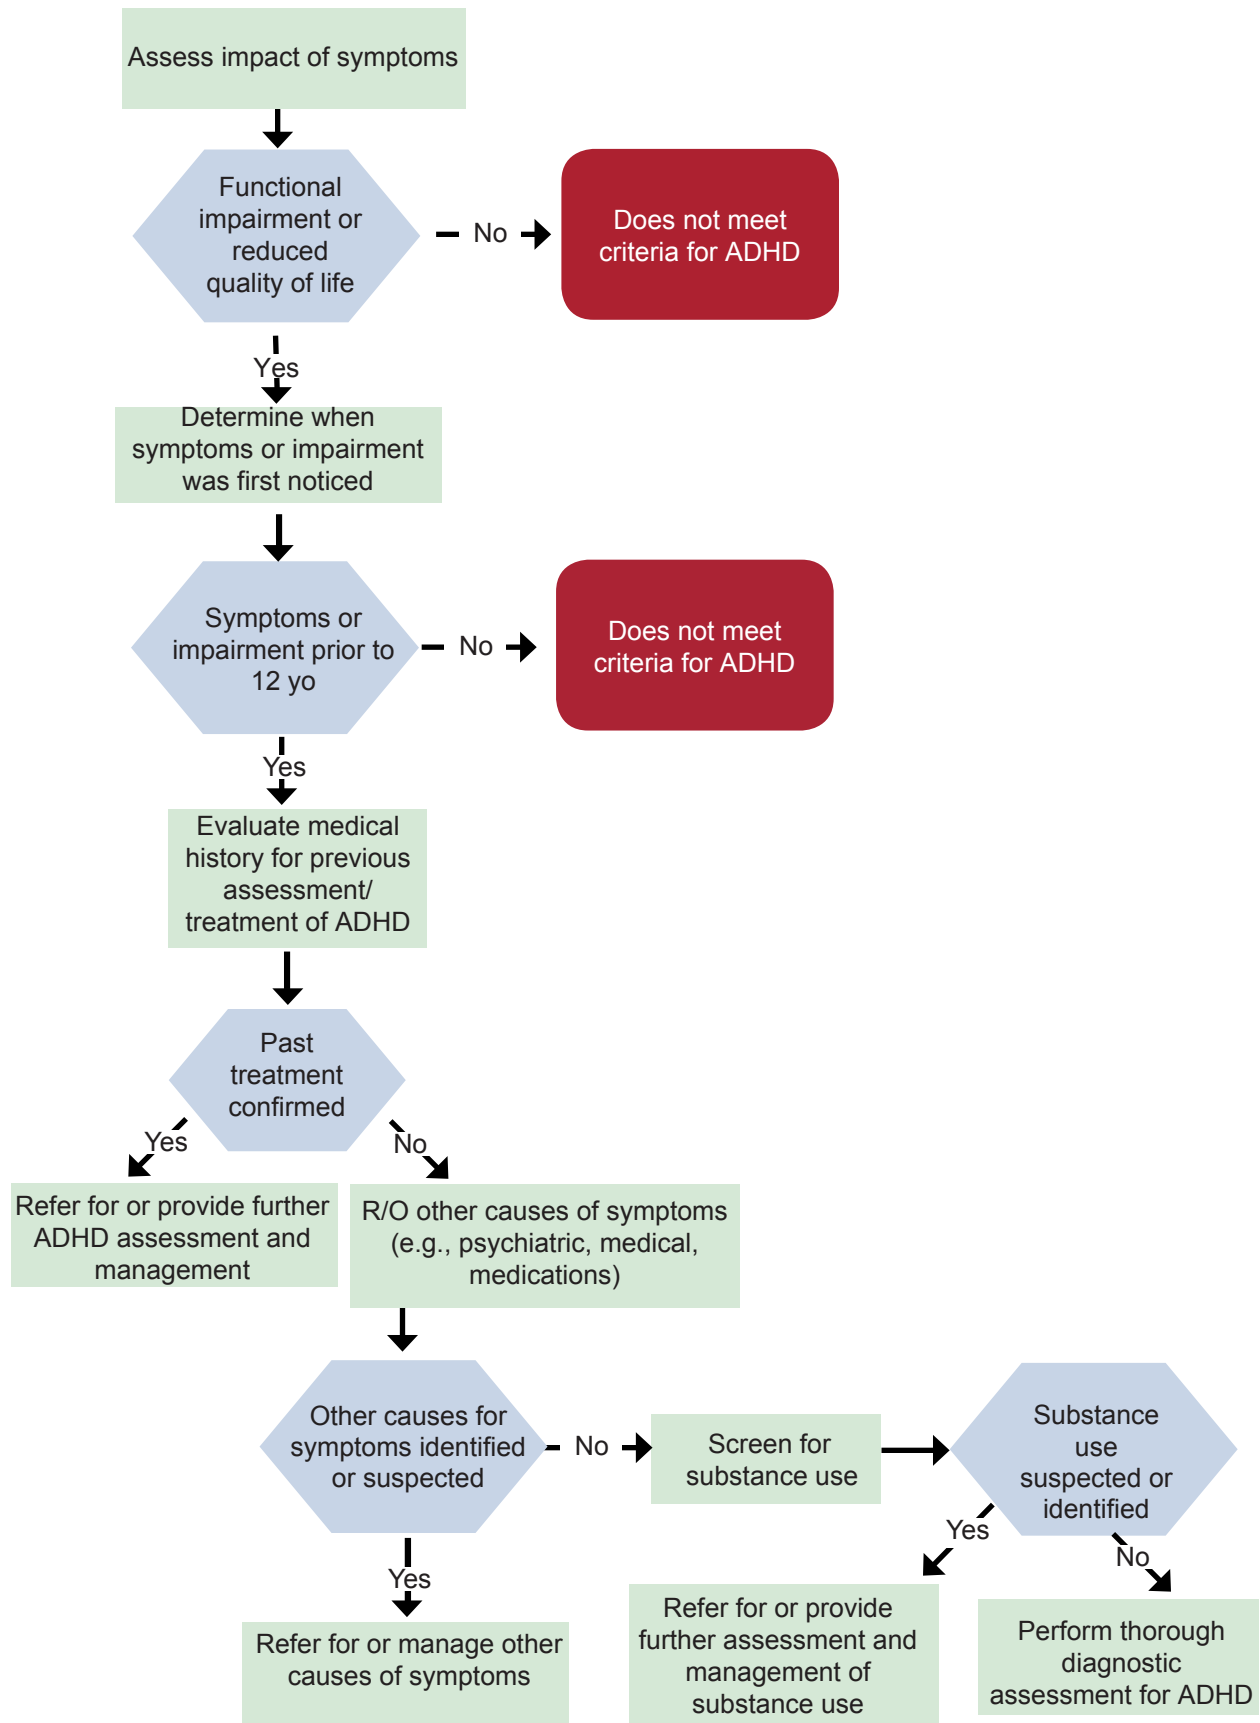 Assess impact of symptoms
Functional
impairment or
reduced
quality of life
No
Does not meet
criteria for ADHD
Yes
Determine when
symptoms or impairment
was first noticed
Symptoms or
impairment prior to
12 yo
No
Does not meet
criteria for ADHD
Yes
Evaluate medical
history for previous
assessment/
treatment of ADHD
Past
treatment
confirmed
Yes
No
Refer for or provide further
ADHD assessment and
management
R/O other causes of symptoms
(e.g., psychiatric, medical,
medications)
Other causes for
symptoms identified
or suspected
No
Screen for
substance use
Substance
use
suspected or
identified
Yes
Refer for or manage other
causes of symptoms
Yes
Refer for or provide
further assessment and
management of
substance use
No
Perform thorough
diagnostic
assessment for ADHD